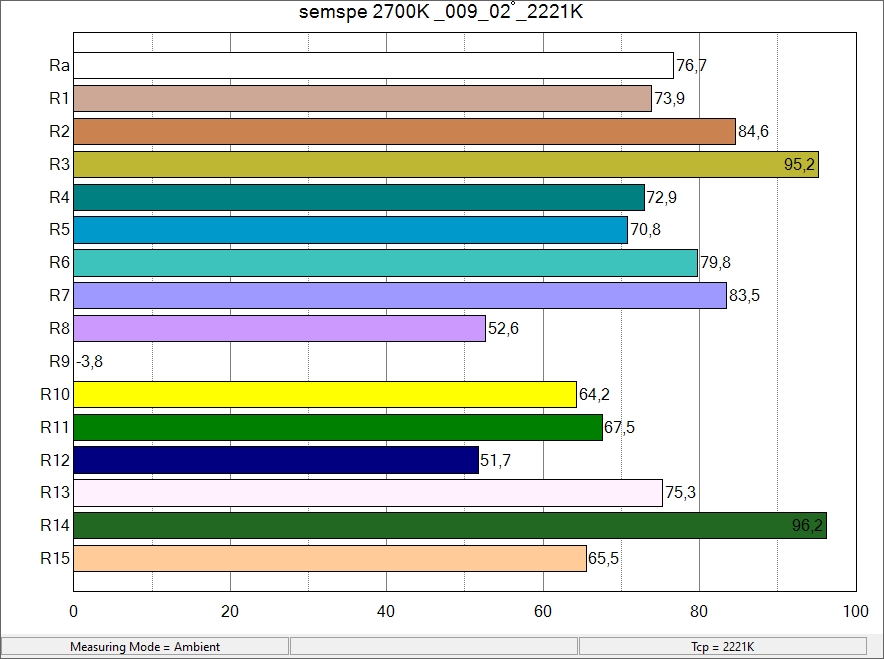 semspe 2700K _009_02°_2221K
Ra 76,7
R1 73,9
R2 84,6
R3 95,2
R4 72,9
R5 70,8
R6 79,8
R7 83,5
R8 52,6
R9 -3,8
R10 64,2
R11 67,5
R12 51,7
R13 75,3
R14 96,2
R15 65,5
0 20 40 60 80 100
Measuring Mode = Ambient Tcp = 2221K